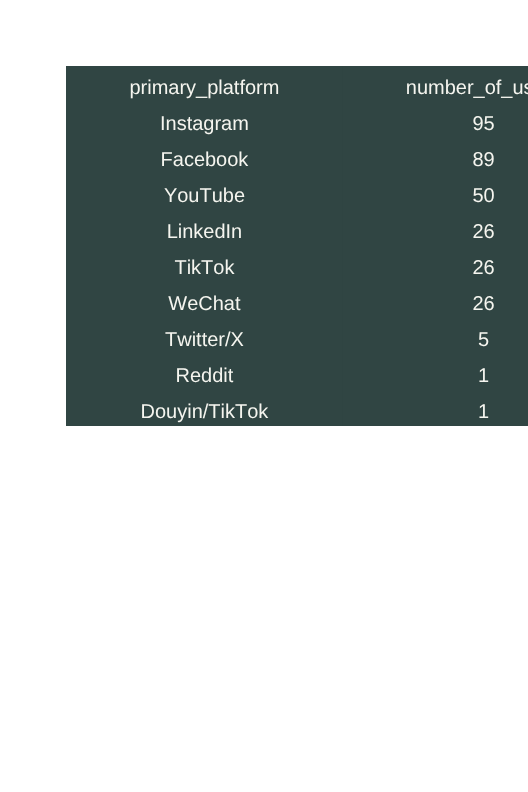 primary_platform number_of_us
Instagram 95
Facebook 89
YouTube 50
LinkedIn 26
TikTok 26
WeChat 26
Twitter/X 5
Reddit 1
Douyin/TikTok 1